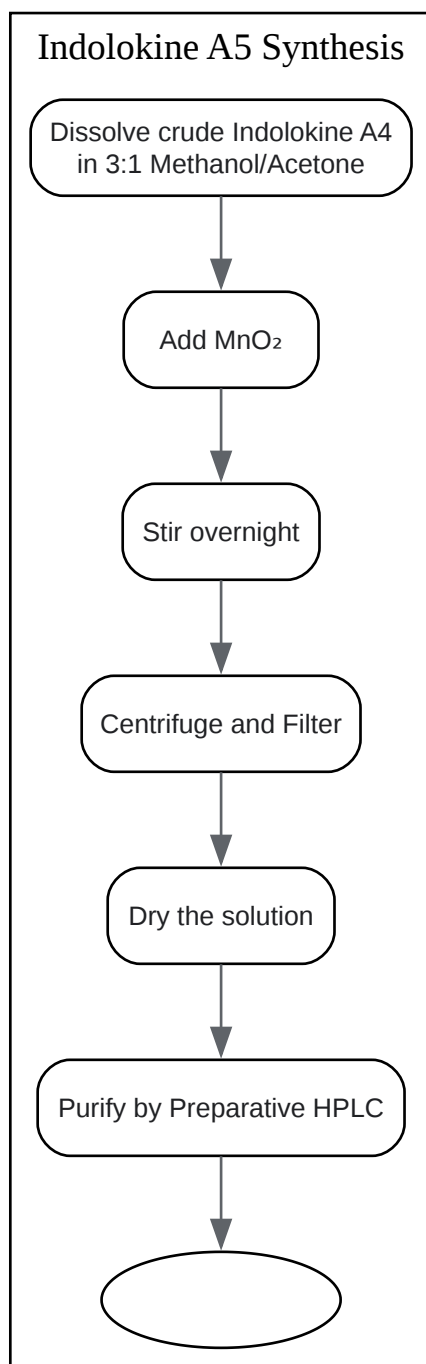 Indolokine A5 Synthesis
Dissolve crude Indolokine A4
in 3:1 Methanol/Acetone
Add MnO₂
Stir overnight
Centrifuge and Filter
Dry the solution
Purify by Preparative HPLC